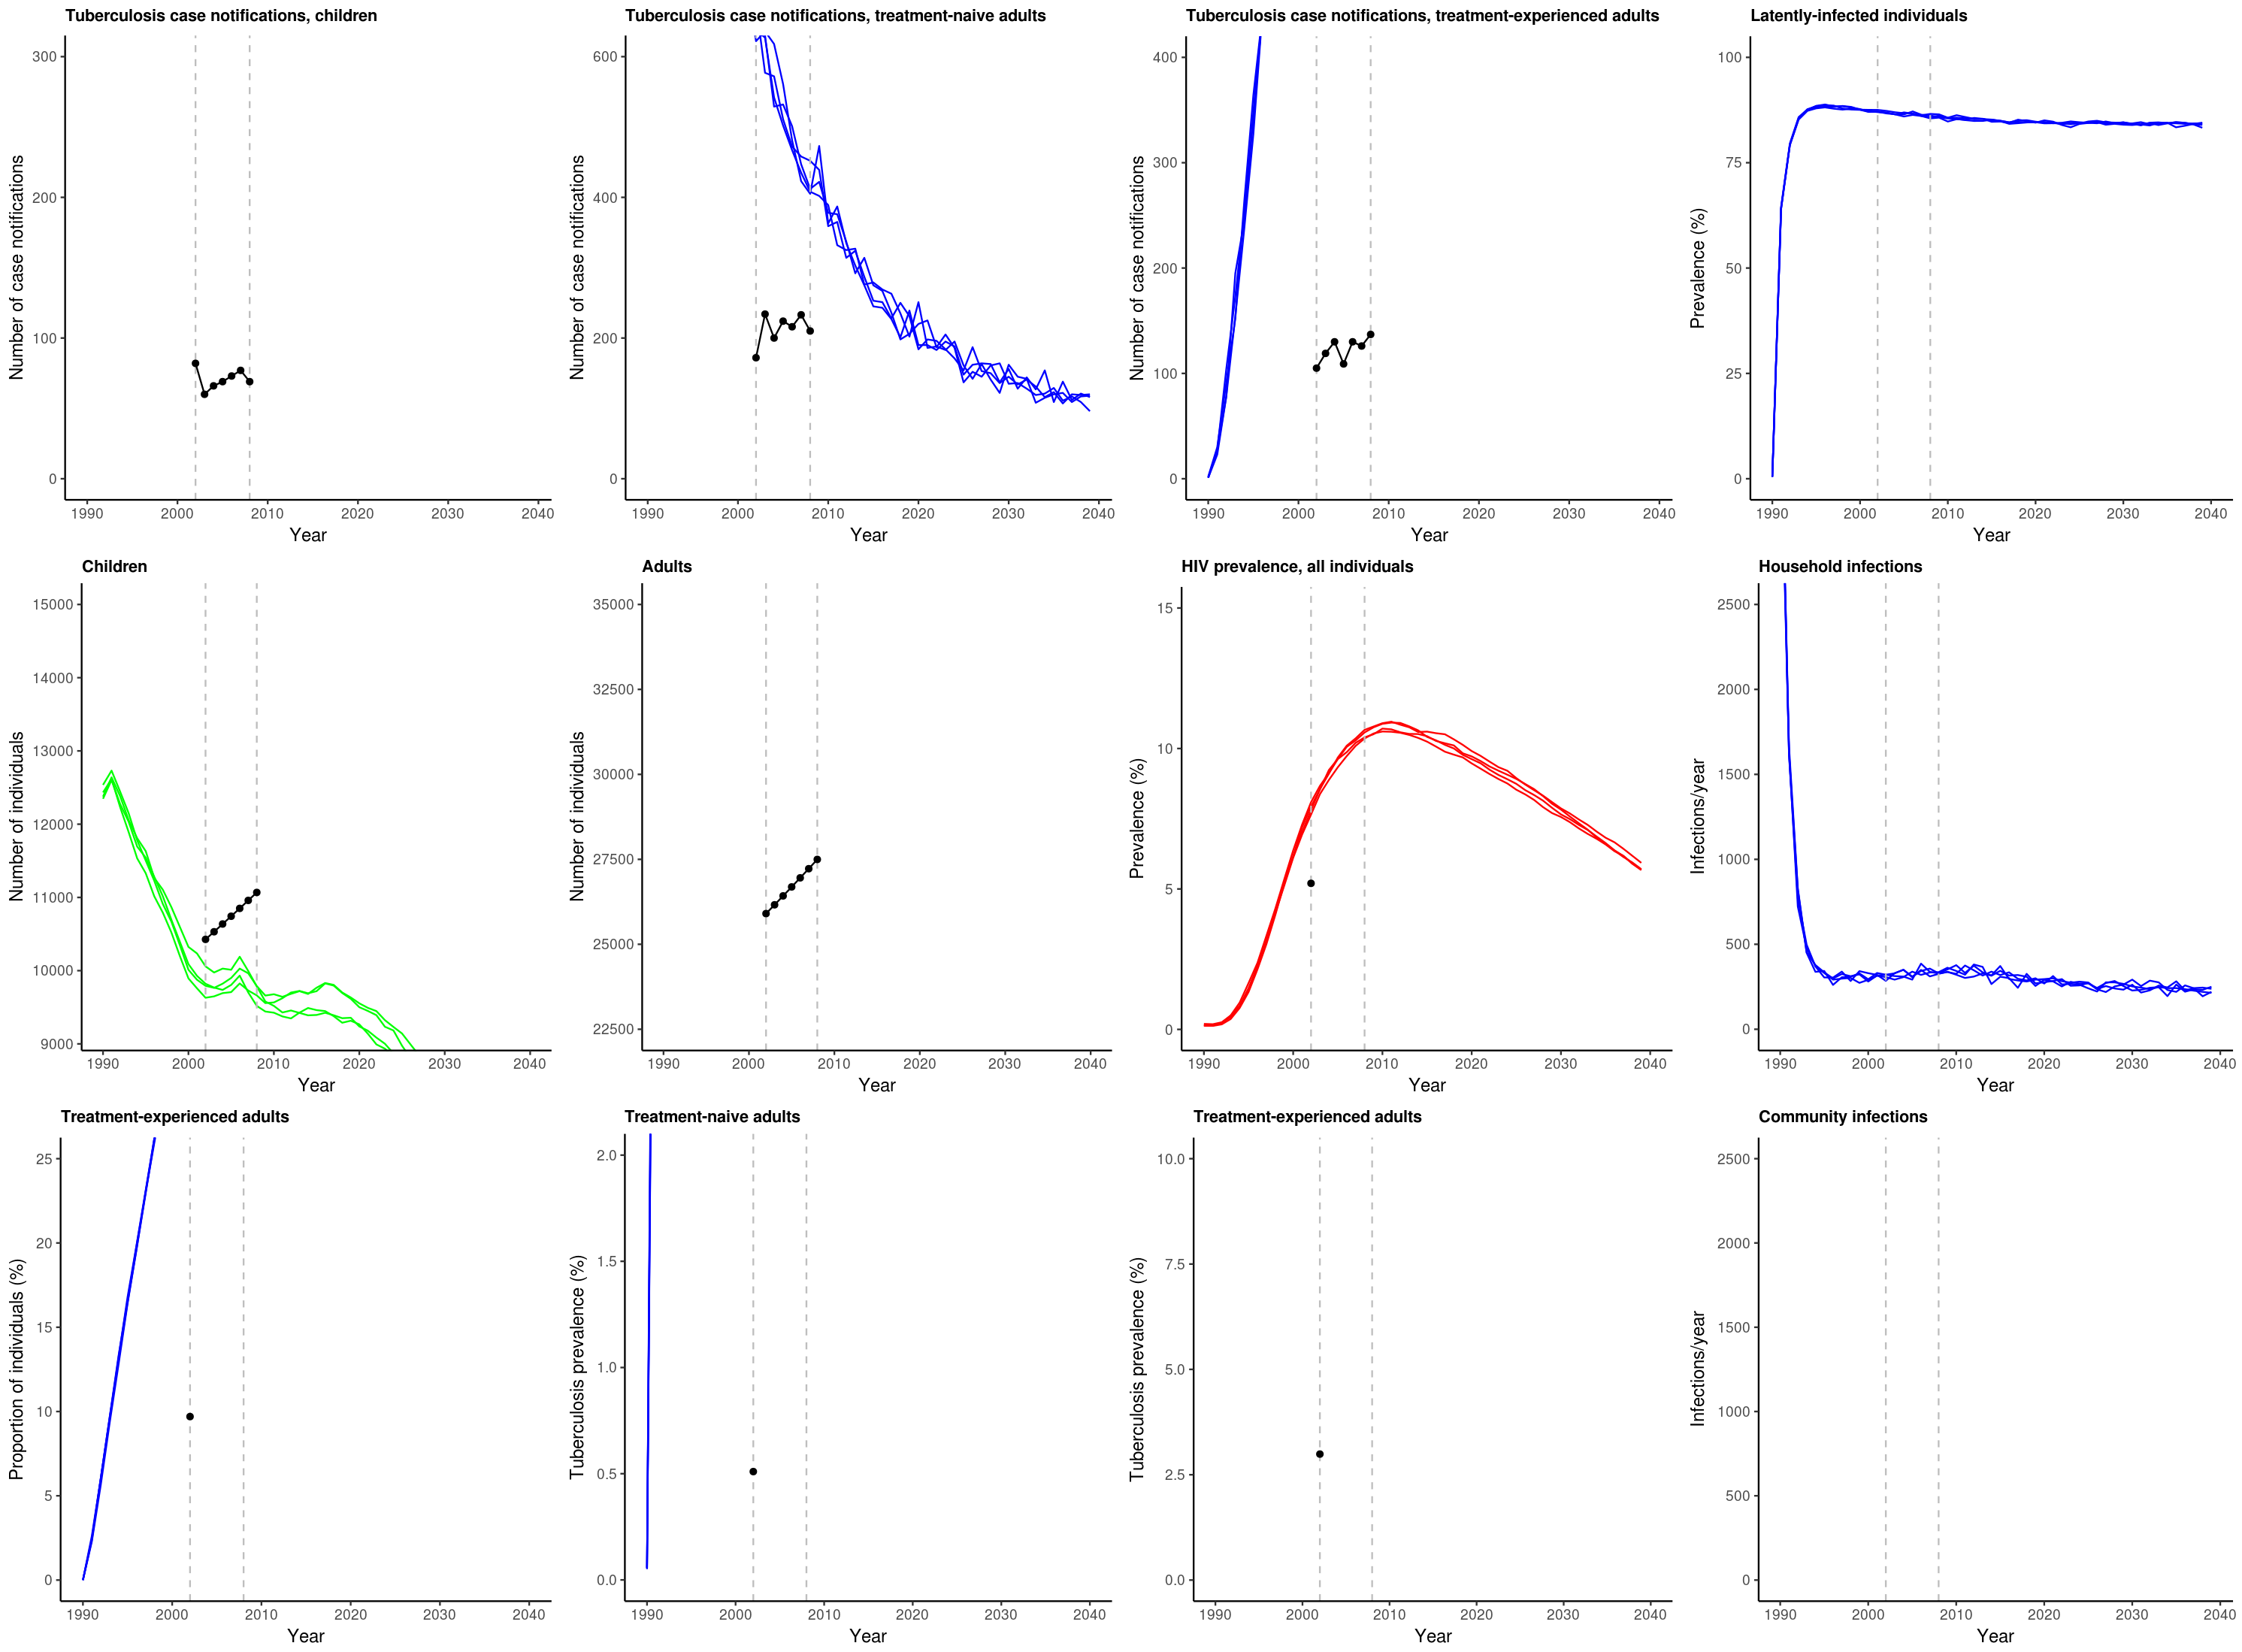 Tuberculosis case notifications, children
Number of case notifications
300
200
100
0
1990 2000 2010 2020 2030 2040
Year
Tuberculosis case notifications, treatment-naive adults
Number of case notifications
600
400
200
0
1990 2000 2010 2020 2030 2040
Year
Tuberculosis case notifications, treatment-experienced adults
Number of case notifications
400
300
200
100
0
1990 2000 2010 2020 2030 2040
Year
Latently-infected individuals
Prevalence (%)
100
75
50
25
0
1990 2000 2010 2020 2030 2040
Year
Children
Number of individuals
15000
14000
13000
12000
11000
10000
9000
1990 2000 2010 2020 2030 2040
Year
Adults
Number of individuals
35000
32500
30000
27500
25000
22500
1990 2000 2010 2020 2030 2040
Year
HIV prevalence, all individuals
Prevalence (%)
15
10
5
0
1990 2000 2010 2020 2030 2040
Year
Household infections
Infections/year
2500
2000
1500
1000
500
0
1990 2000 2010 2020 2030 2040
Year
Treatment-experienced adults
Proportion of individuals (%)
25
20
15
10
5
0
1990 2000 2010 2020 2030 2040
Year
Treatment-naive adults
Tuberculosis prevalence (%)
2.0
1.5
1.0
0.5
0.0
1990 2000 2010 2020 2030 2040
Year
Treatment-experienced adults
Tuberculosis prevalence (%)
10.0
7.5
5.0
2.5
0.0
1990 2000 2010 2020 2030 2040
Year
Community infections
Infections/year
2500
2000
1500
1000
500
0
1990 2000 2010 2020 2030 2040
Year